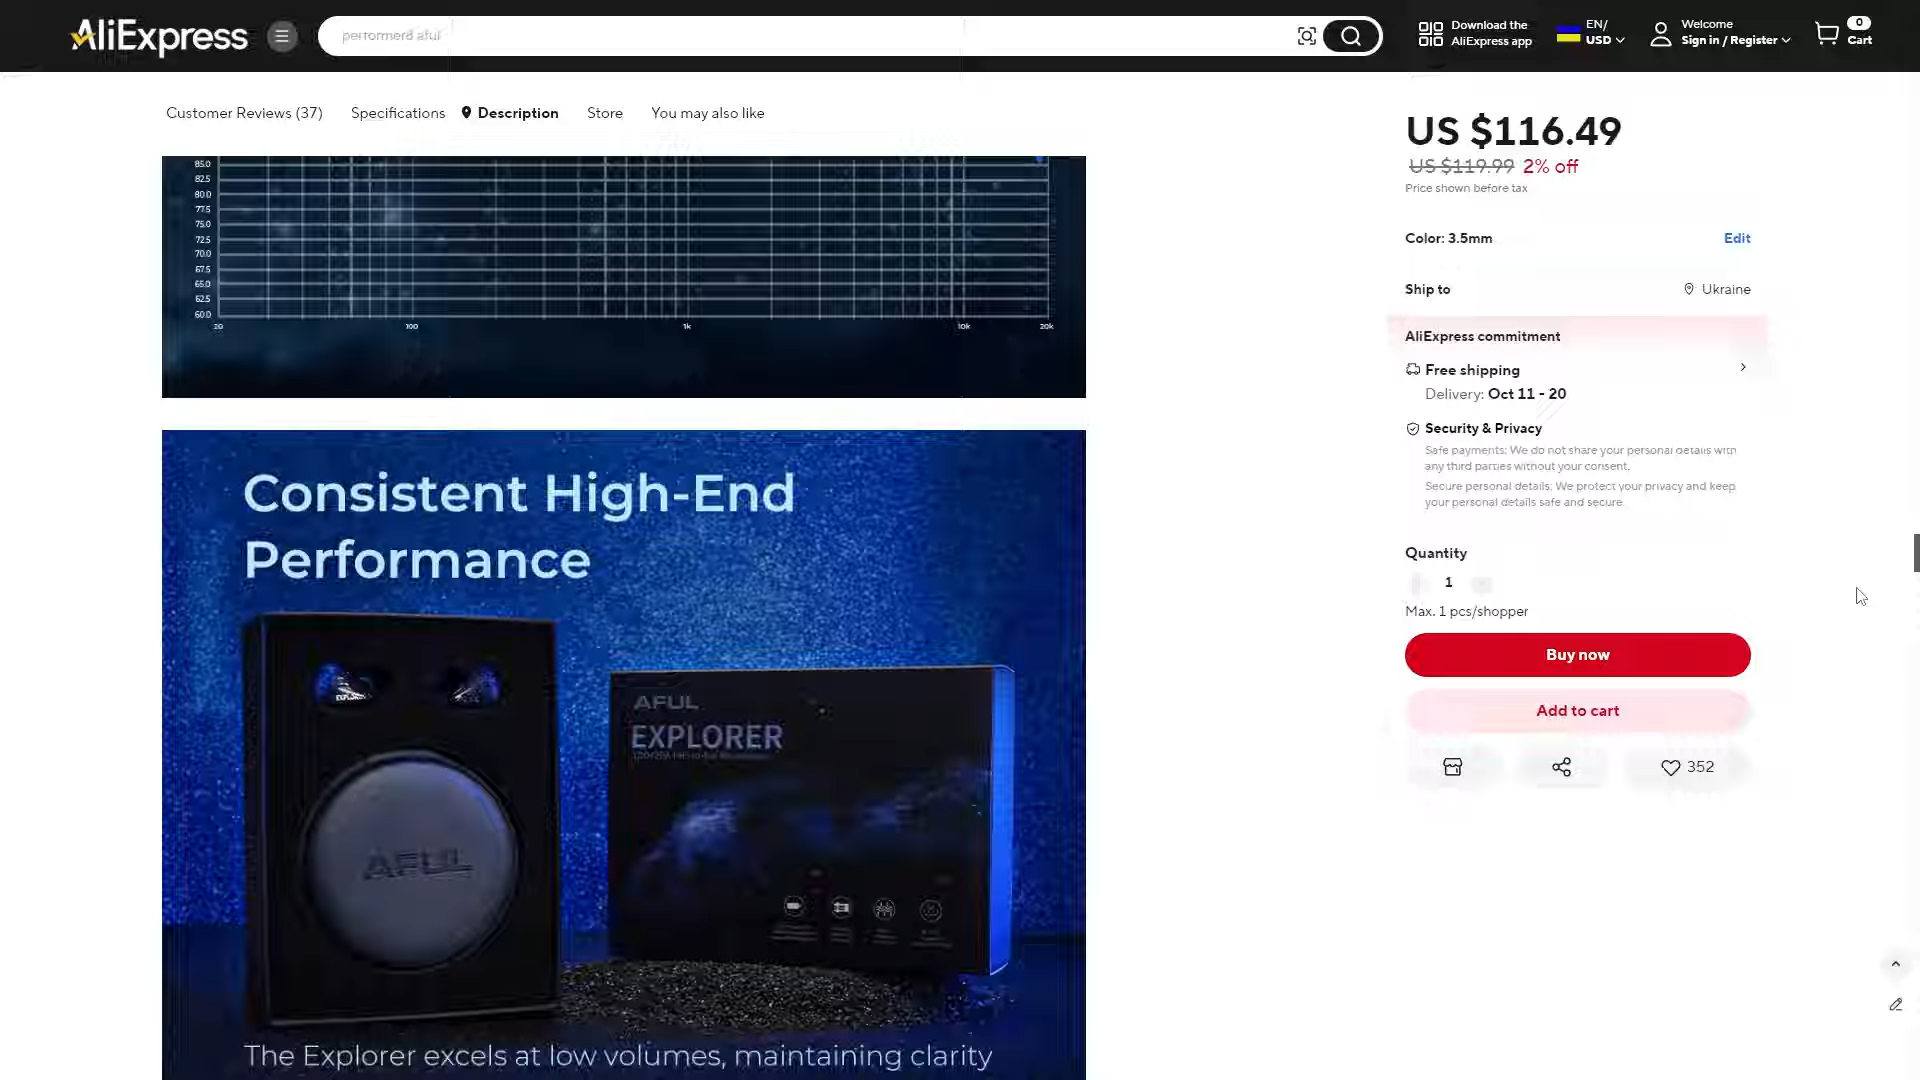 AliExpress
performer8 aful
Download the
AliExpress app
EN/
USD
Welcome
Sign in / Register
0
Cart
Customer Reviews (37)
Specifications
Description
Store
You may also like
85.0
82.5
80.0
77.5
75.0
72.5
70.0
67.5
65.0
62.5
60.0
20
100
1k
10k
20k
Consistent High-End
Performance
EXPLORER
AFUL
AFUL
EXPLORER
The Explorer excels at low volumes, maintaining clarity
US $116.49
US $119.99 2% off
Price shown before tax
Color: 3.5mm
Edit
Ship to
Ukraine
AliExpress commitment
Free shipping
Delivery: Oct 11 - 20
Security & Privacy
Safe payments: We do not share your personal details with
any third parties without your consent.
Secure personal details: We protect your privacy and keep
your personal details safe and secure.
Quantity
1
Max. 1 pcs/shopper
Buy now
Add to cart
352